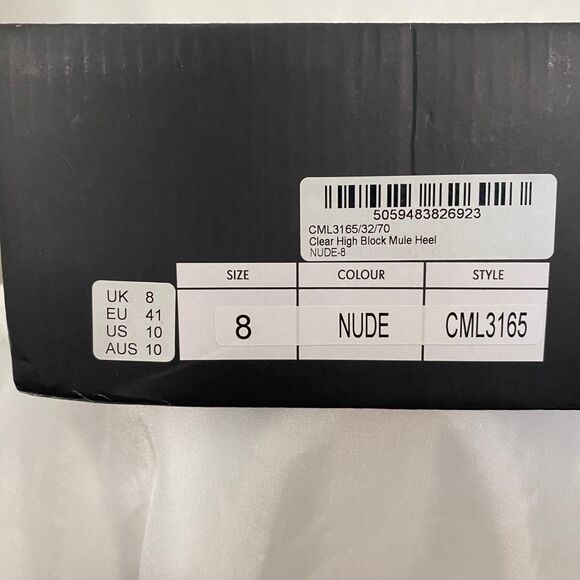 5059483826923
CML3165/32/70
Clear High Block Mule Heel
NUDE-8
SIZE COLOUR STYLE
8 NUDE CML3165
UK 8
EU 41
US 10
AUS 10